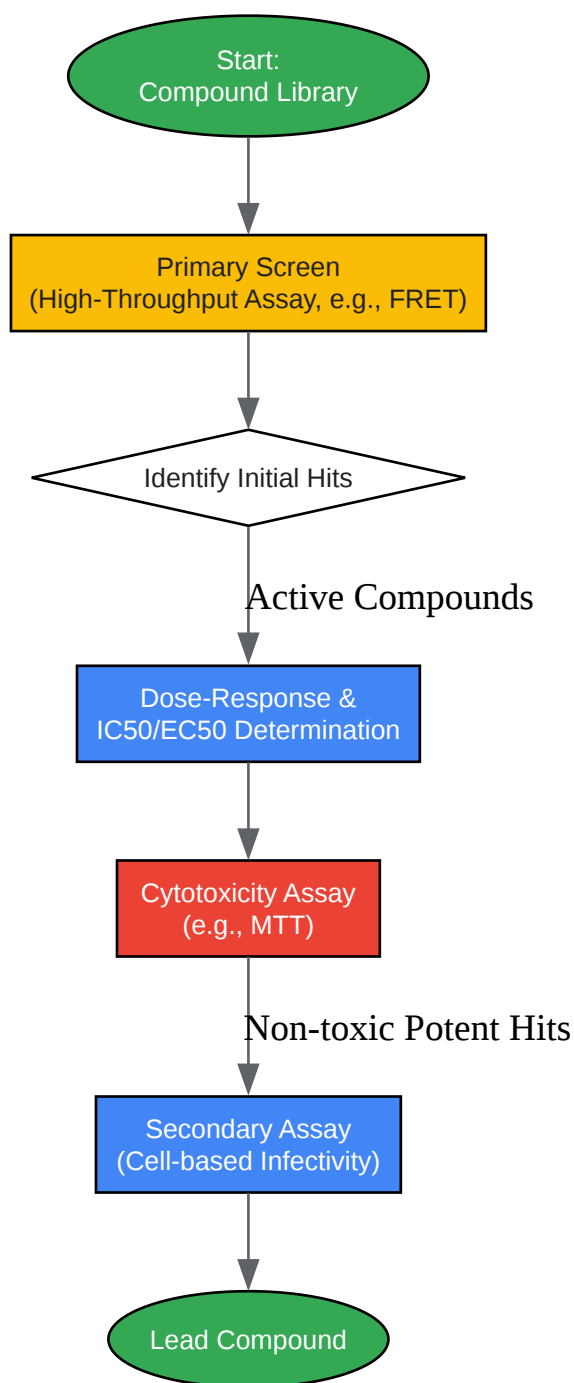 Start:
Compound Library
Primary Screen
(High-Throughput Assay, e.g., FRET)
Identify Initial Hits
Active Compounds
Dose-Response &
IC50/EC50 Determination
Cytotoxicity Assay
(e.g., MTT)
Non-toxic Potent Hits
Secondary Assay
(Cell-based Infectivity)
Lead Compound